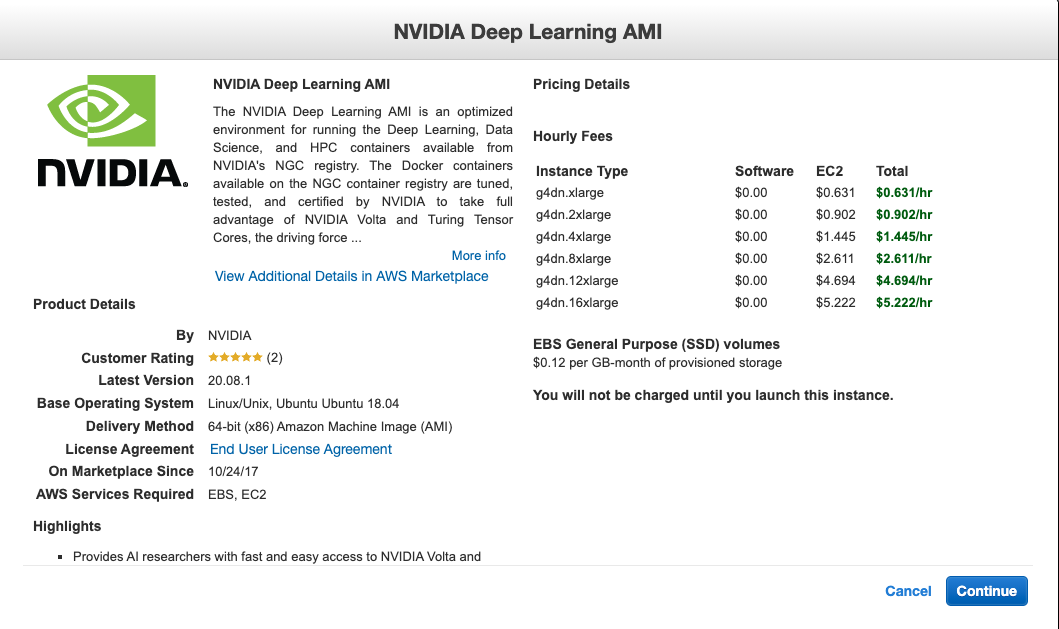 NVIDIA Deep Learning AMI
NVIDIA.
NVIDIA Deep Learning AMI
The NVIDIA Deep Learning AMI is an optimized
environment for running the Deep Learning, Data
Science, and HPC containers available from
NVIDIA's NGC registry. The Docker containers
available on the NGC container registry are tuned,
tested, and certified by NVIDIA to take full
advantage of NVIDIA Volta and Turing Tensor
Cores, the driving force ...
More info
View Additional Details in AWS Marketplace
Product Details
By NVIDIA
Customer Rating ★★★★★ (2)
Latest Version 20.08.1
Base Operating System Linux/Unix, Ubuntu Ubuntu 18.04
Delivery Method 64-bit (x86) Amazon Machine Image (AMI)
License Agreement End User License Agreement
On Marketplace Since 10/24/17
AWS Services Required EBS, EC2
Highlights
▪ Provides AI researchers with fast and easy access to NVIDIA Volta and
Pricing Details
Hourly Fees
Instance Type Software EC2 Total
g4dn.xlarge $0.00 $0.631 $0.631/hr
g4dn.2xlarge $0.00 $0.902 $0.902/hr
g4dn.4xlarge $0.00 $1.445 $1.445/hr
g4dn.8xlarge $0.00 $2.611 $2.611/hr
g4dn.12xlarge $0.00 $4.694 $4.694/hr
g4dn.16xlarge $0.00 $5.222 $5.222/hr
EBS General Purpose (SSD) volumes
$0.12 per GB-month of provisioned storage
You will not be charged until you launch this instance.
Cancel Continue